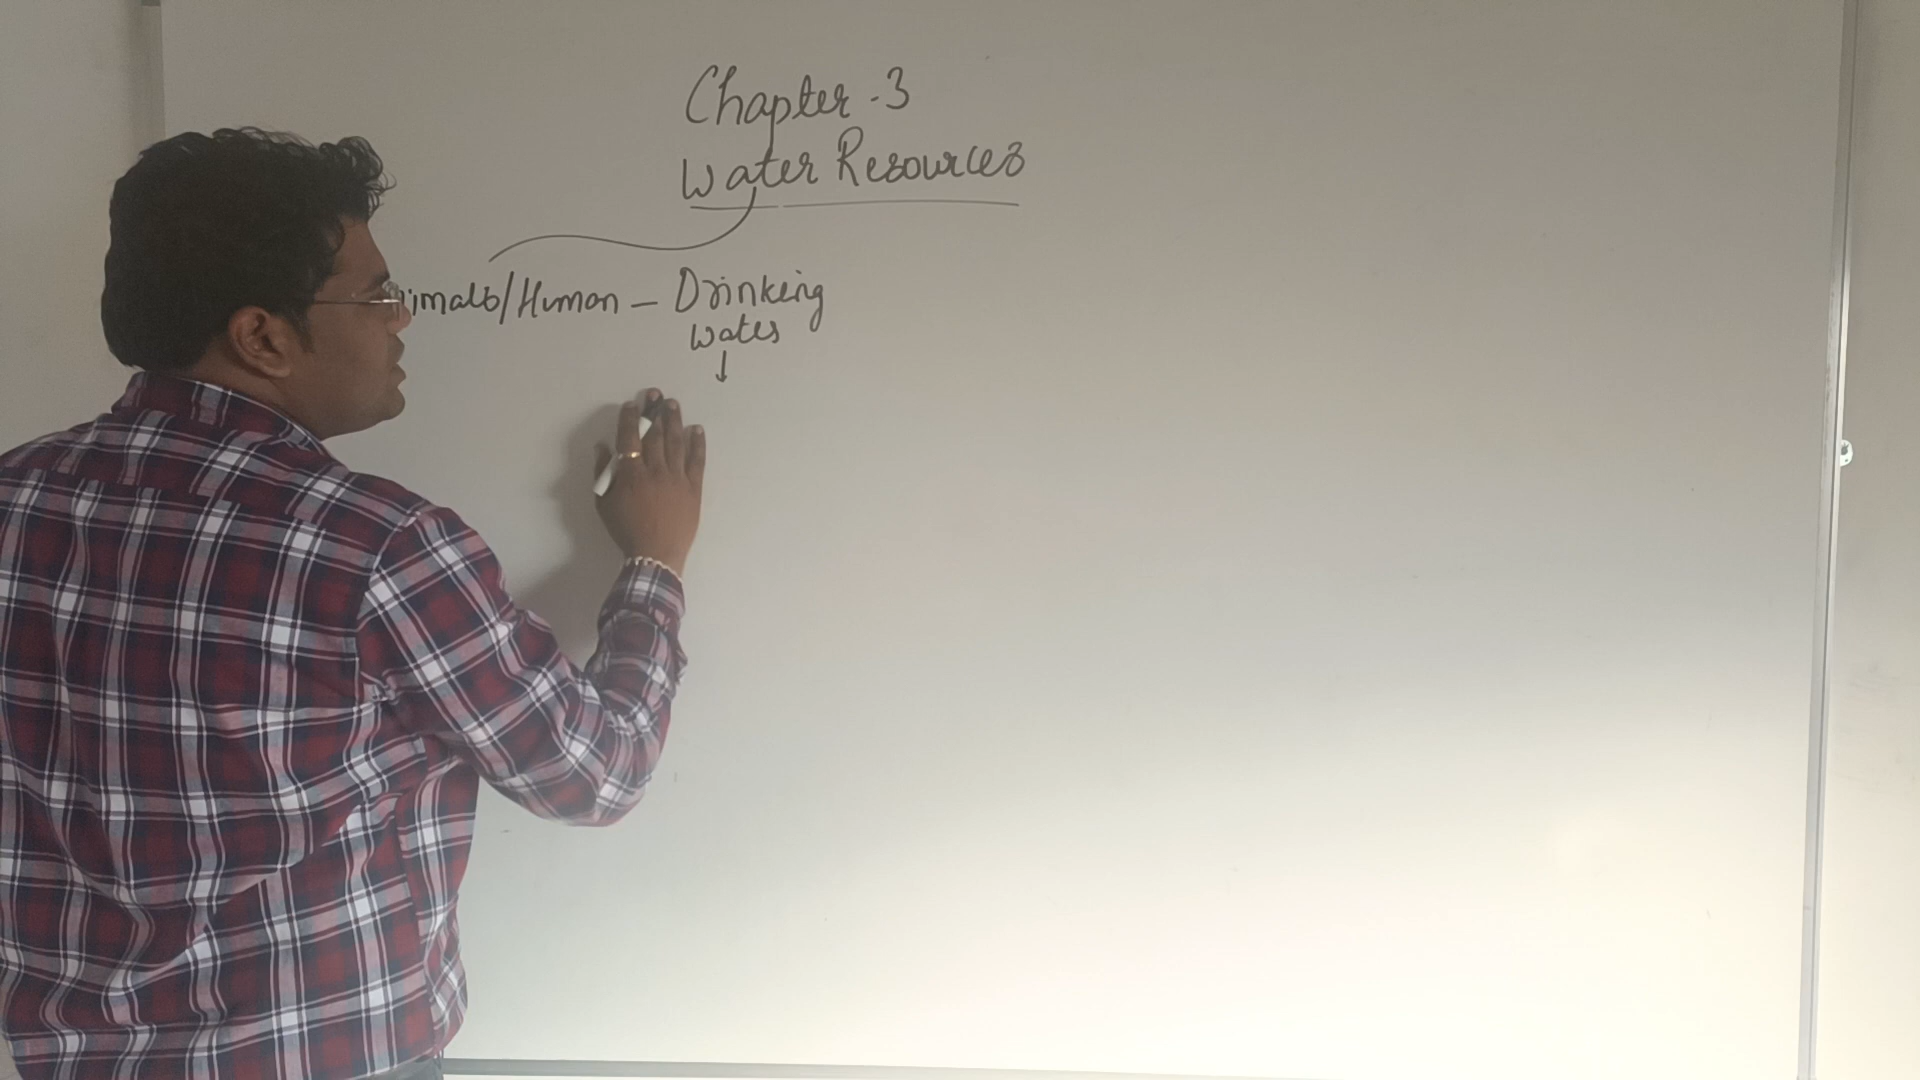 Chapter - 3
Water Resources
imals/Human — Drinking
Water
↓